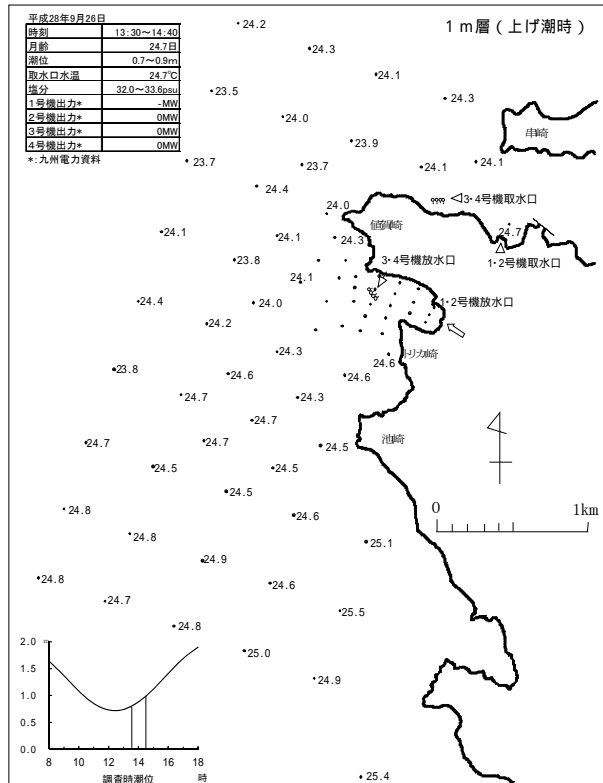 平成28年9月26日
時刻 13:30～14:40
月齢 24.7日
潮位 0.7～0.9m
取水口水温 24.7℃
塩分 32.0～33.6psu
1号機出力* -MW
2号機出力* 0MW
3号機出力* 0MW
4号機出力* 0MW
*:九州電力資料
1m層(上げ潮時)
24.2
24.3
24.1
23.5
24.3
24.0
串崎
23.9
23.7
23.7
24.1
24.1
24.4
3・4号機取水口
24.0
値賀崎
24.7
24.1
24.1
24.3
1・2号機取水口
23.8
3・4号機放水口
24.1
24.4
24.0
1・2号機放水口
24.2
24.3
トリカ崎
24.6
23.8
24.6
24.6
24.7
24.3
24.7
池崎
24.7
24.7
24.5
24.5
24.5
24.5
0 1km
24.8
24.6
24.8
25.1
24.9
24.8
24.6
24.7
25.5
24.8
25.0
24.9
25.4
2.0
1.5
1.0
0.5
0.0
8 10 12 14 16 18
調査時潮位 時